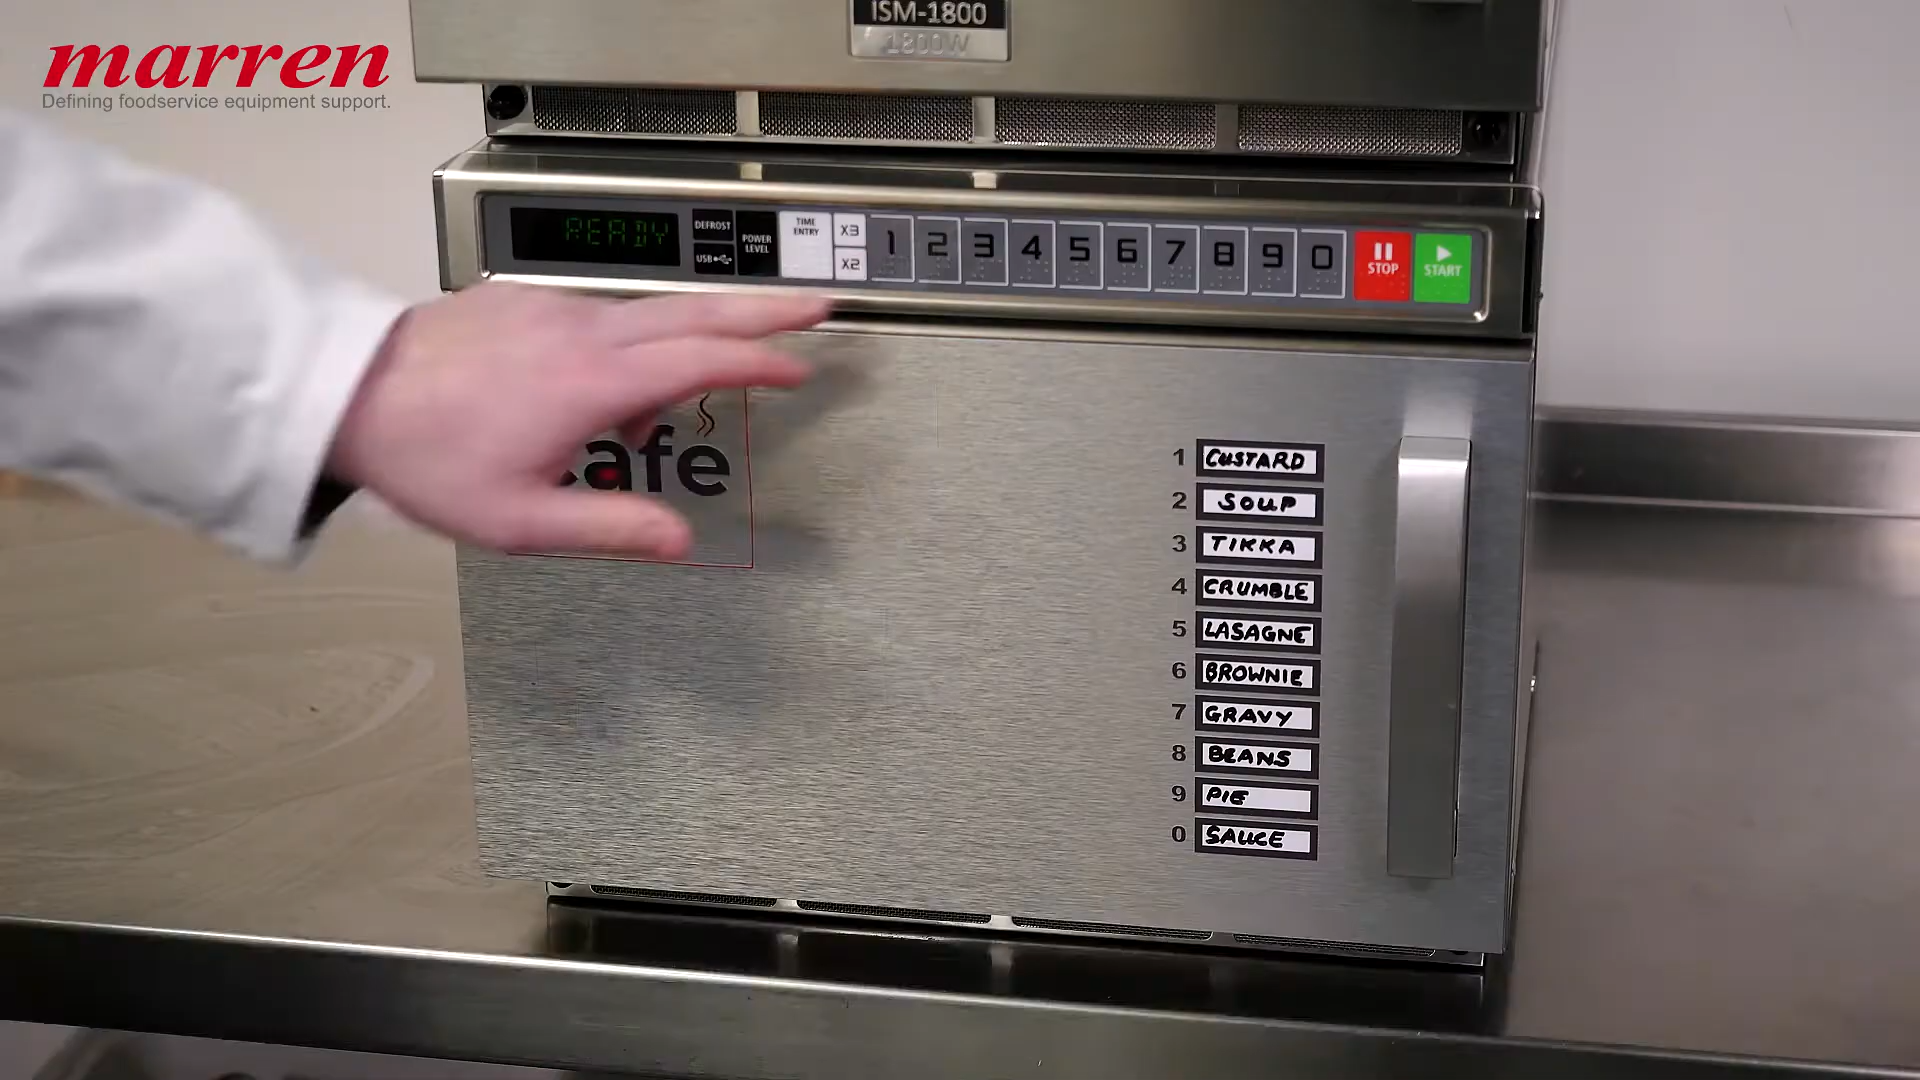 marren
Defining foodservice equipment support.
ISM-1800
1800W
READY
DEFROST
USB
POWER
LEVEL
TIME
ENTRY
X3
X2
1 2 3 4 5 6 7 8 9 0
STOP
START
cafe
1 CUSTARD
2 SOUP
3 TIKKA
4 CRUMBLE
5 LASAGNE
6 BROWNIE
7 GRAVY
8 BEANS
9 PIE
0 SAUCE